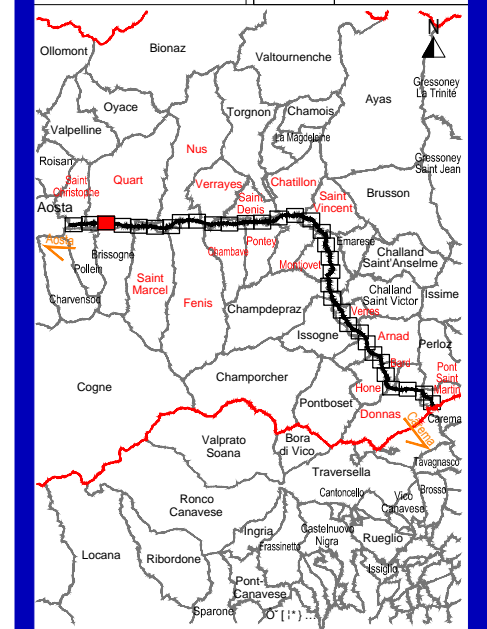 N
Ollomont
Bionaz
Valtournenche
Gressoney
La Trinité
Ayas
Oyace
Torgnon
Chamois
Valpelline
La Magdeleine
Nus
Roisan
Gressoney
Saint Jean
Saint
Christophe
Quart
Verrayes
Chatillon
Brusson
Saint
Denis
Saint
Vincent
Aosta
Aosta
Brissogne
Pollein
Chambave
Pontey
Emarese
Montjovet
Challand
Saint'Anselme
Saint
Marcel
Charvensod
Fenis
Challand
Saint Victor
Issime
Champdepraz
Verres
Issogne
Arnad
Perloz
Bard
Pont
Saint
Martin
Champorcher
Cogne
Hone
Pontboset
Donnas
Carema
Carema
Valprato
Soana
Bora
di Vico
Tavagnasco
Traversella
Brosso
Cantoncello
Vico
Canavese
Ronco
Canavese
Castelnuovo
Nigra
Ingria
Rueglio
Frassinetto
Locana
Ribordone
Issiglio
Pont-
Canavese
Sparone